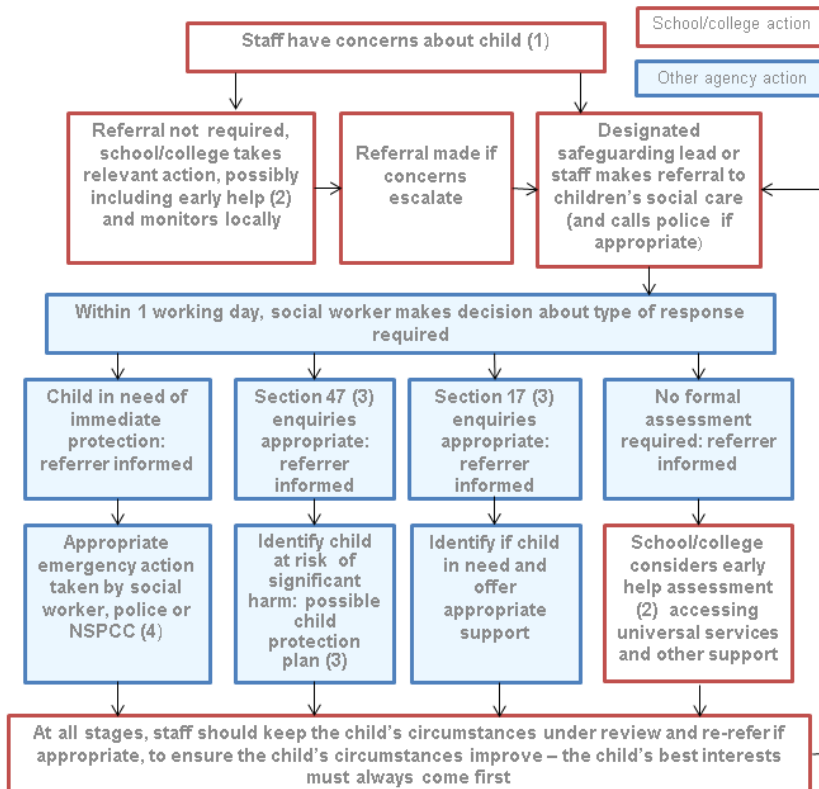 School/college action
Staff have concerns about child (1)
Other agency action
Referral not required,
school/college takes
relevant action, possibly
including early help (2)
and monitors locally
Referral made if
concerns
escalate
Designated
safeguarding lead or
staff makes referral to
children's social care
(and calls police if
appropriate)
Within 1 working day, social worker makes decision about type of response
required
Child in need of
immediate
protection:
referrer informed
Section 47 (3)
enquiries
appropriate:
referrer
informed
Section 17 (3)
enquiries
appropriate:
referrer
informed
No formal
assessment
required: referrer
informed
Appropriate
emergency action
taken by social
worker, police or
NSPCC (4)
Identify child
at risk of
significant
harm: possible
child
protection
plan (3)
Identify if child
in need and
offer
appropriate
support
School/college
considers early
help assessment
(2) accessing
universal services
and other support
At all stages, staff should keep the child's circumstances under review and re-refer if
appropriate, to ensure the child's circumstances improve – the child's best interests
must always come first